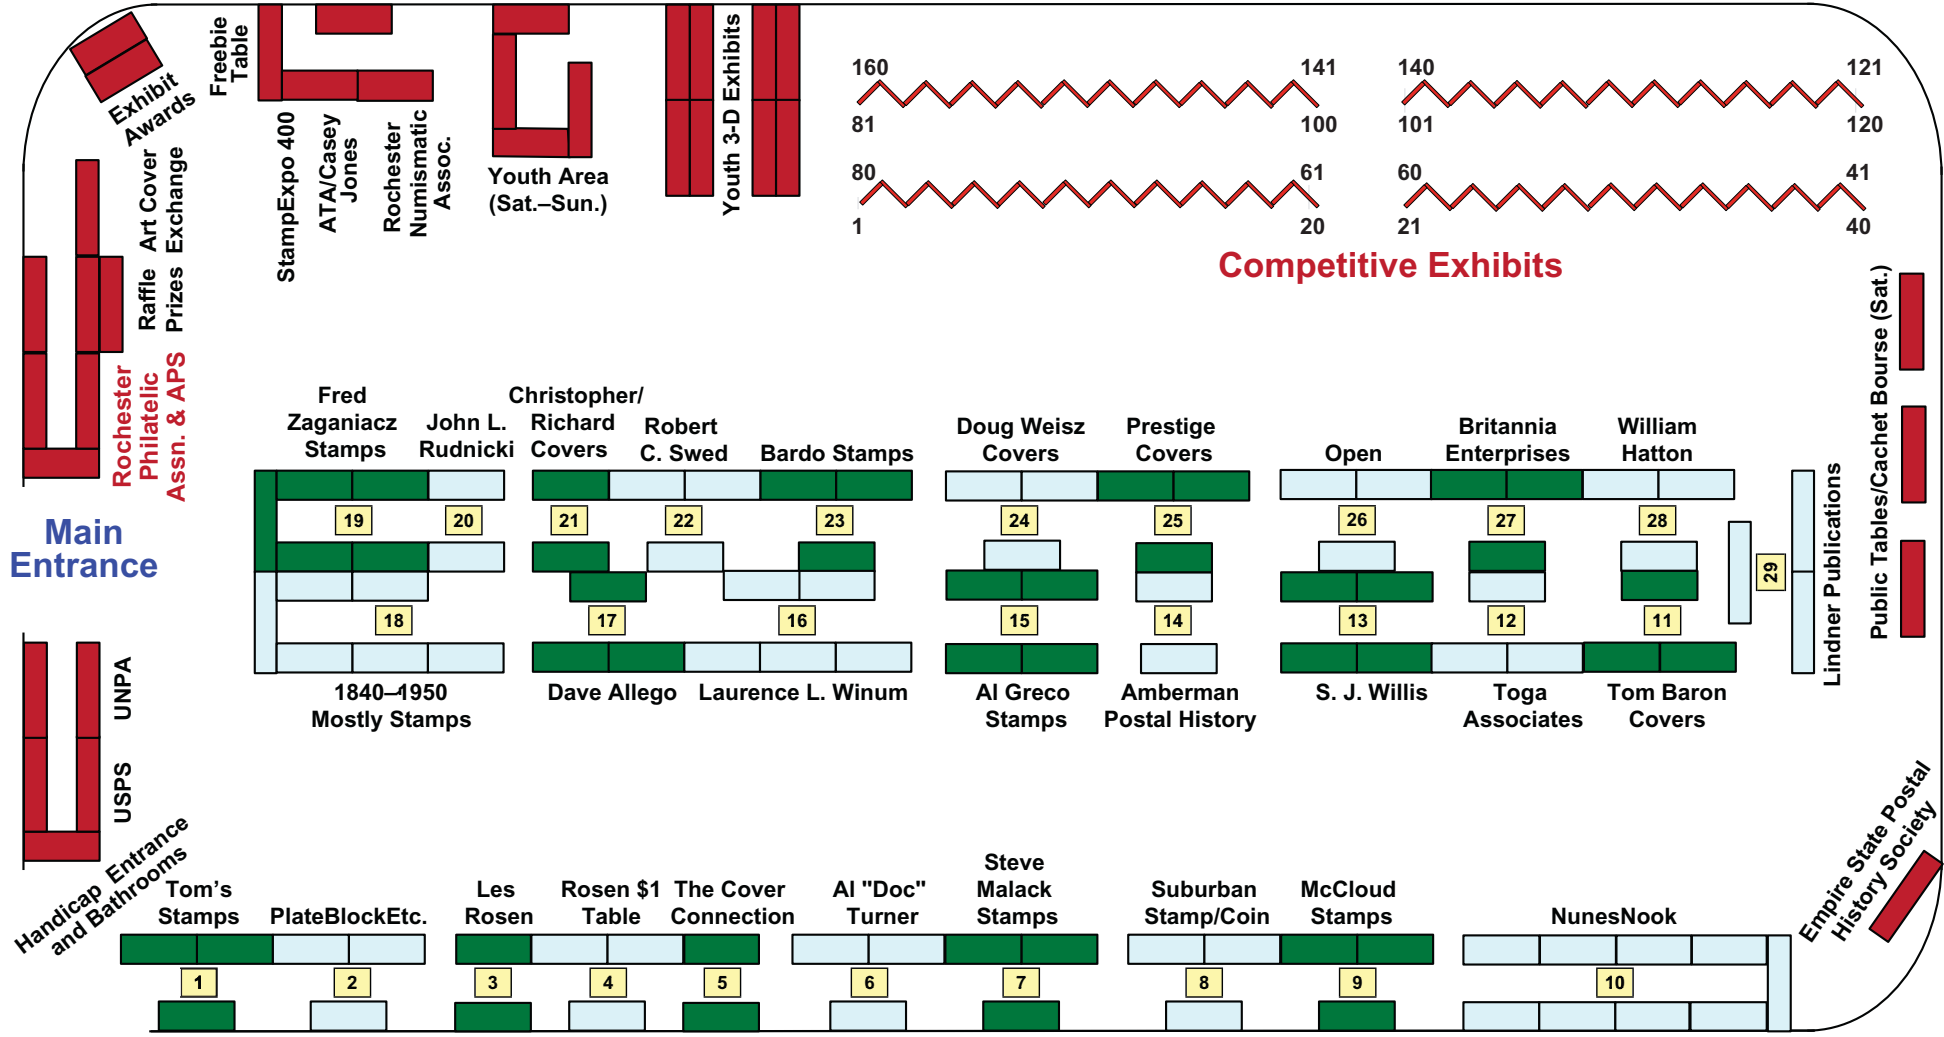 Exhibit
Awards
Freebie
Table
StampExpo 400
ATA/Casey
Jones
Rochester
Numismatic
Assoc.
Youth Area
(Sat.–Sun.)
Youth 3-D Exhibits
160
141
140
121
81
100
101
120
80
61
60
41
1
20
21
40
Competitive Exhibits
Art Cover
Exchange
Raffle
Prizes
Rochester
Philatelic
Assn. & APS
Main
Entrance
UNPA
USPS
Handicap Entrance
and Bathrooms
Public Tables/Cachet Bourse (Sat.)
Lindner Publications
Empire State Postal
History Society
Fred
Zaganiacz
Stamps
John L.
Rudnicki
Christopher/
Richard
Covers
Robert
C. Swed
Bardo Stamps
Doug Weisz
Covers
Prestige
Covers
Open
Britannia
Enterprises
William
Hatton
19
20
21
22
23
24
25
26
27
28
29
18
17
16
15
14
13
12
11
1840–1950
Mostly Stamps
Dave Allego
Laurence L. Winum
Al Greco
Stamps
Amberman
Postal History
S. J. Willis
Toga
Associates
Tom Baron
Covers
Tom's
Stamps
PlateBlockEtc.
Les
Rosen
Rosen $1
Table
The Cover
Connection
Al "Doc"
Turner
Steve
Malack
Stamps
Suburban
Stamp/Coin
McCloud
Stamps
NunesNook
1
2
3
4
5
6
7
8
9
10